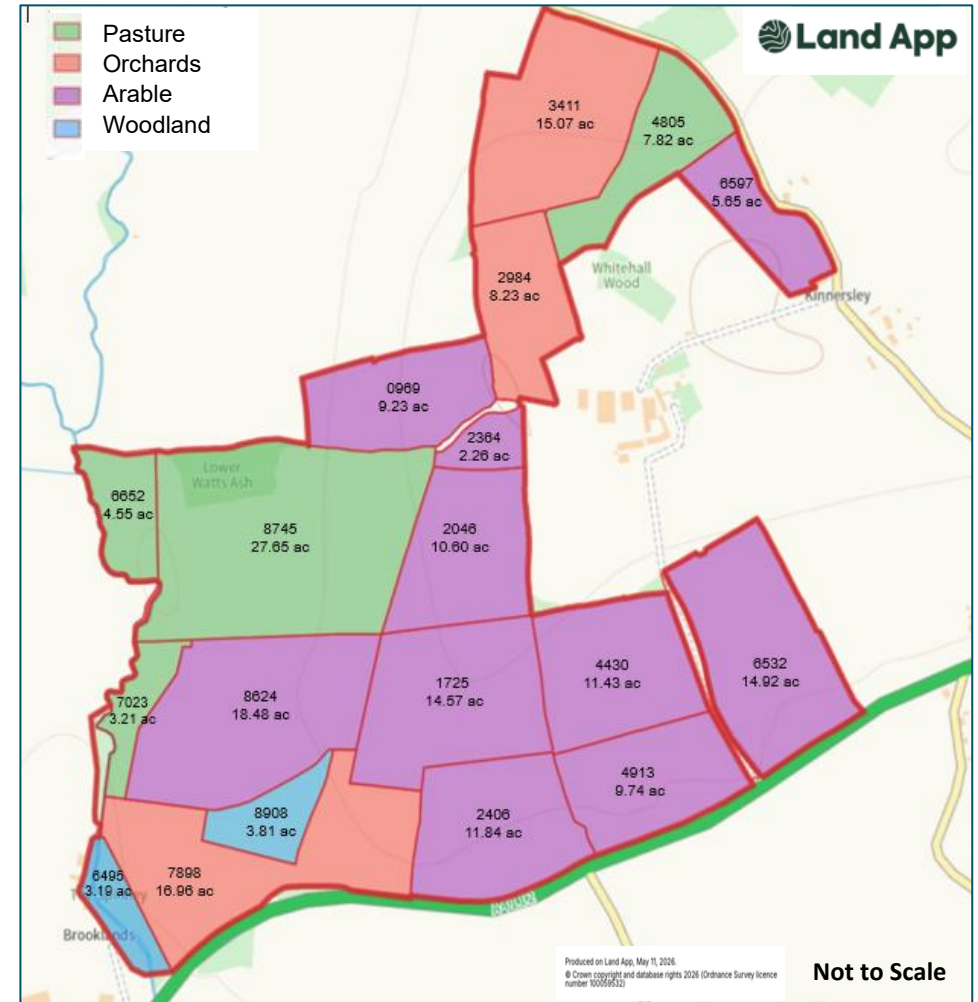 Pasture
Orchards
Arable
Woodland
Land App
3411
15.07 ac
4805
7.82 ac
6597
5.65 ac
Whitehall
Wood
2984
8.23 ac
Kinnersley
0969
9.23 ac
2364
2.26 ac
Lower
Watts Ash
6652
4.55 ac
8745
27.65 ac
2046
10.60 ac
4430
11.43 ac
6532
14.92 ac
1725
14.57 ac
8624
18.48 ac
7023
3.21 ac
4913
9.74 ac
8908
3.81 ac
2406
11.84 ac
6495
3.19 ac
7898
16.96 ac
Brooklands
Produced on Land App, May 11, 2026.
© Crown copyright and database rights 2026 (Ordnance Survey licence
number 100059532)
Not to Scale